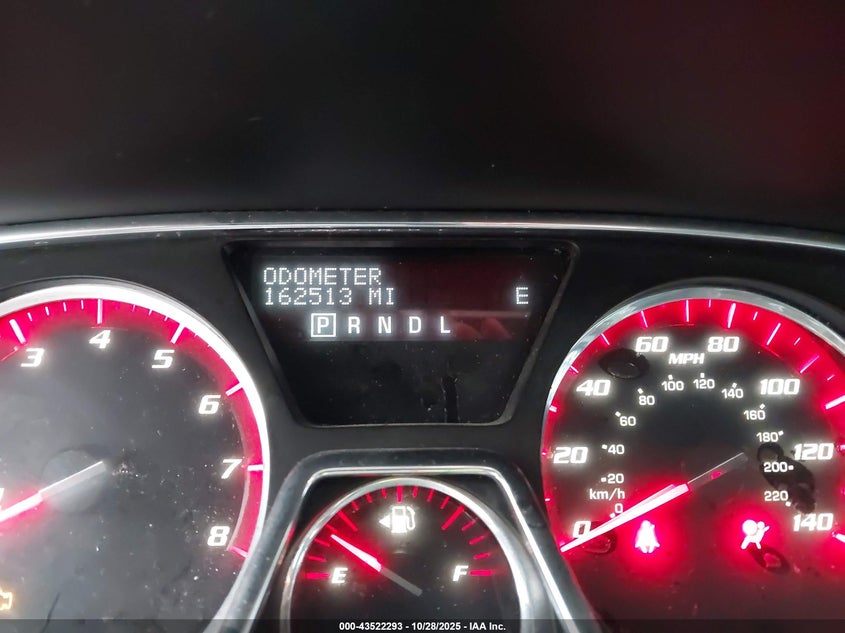 ODOMETER
162513 MI E
P R N D L
3 4 5 6 7 8
0 20 40 60 80 100 120 140
MPH
0 20 40 60 80 100 120 140 160 180 200 220
km/h
E F
000-43522293 - 10/28/2025 - IAA Inc.